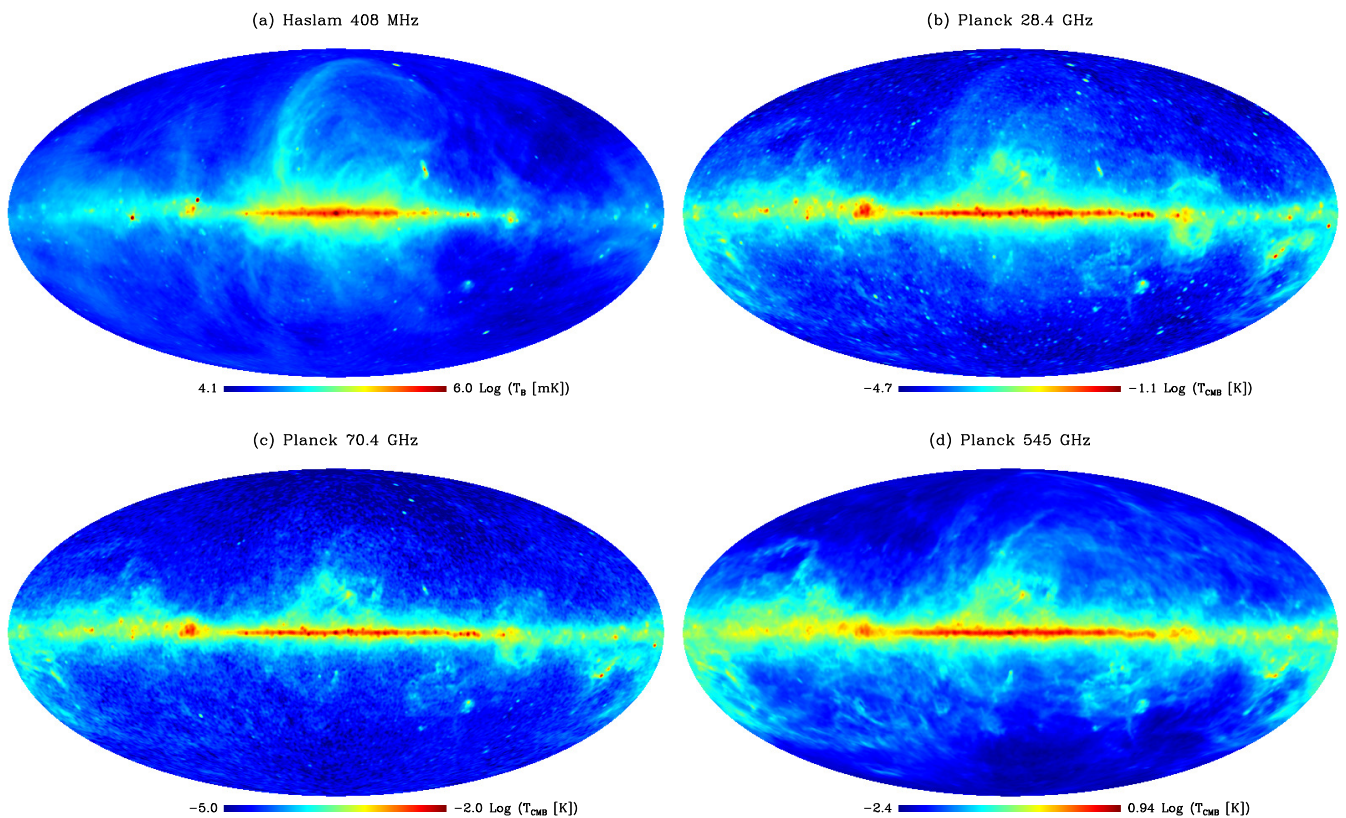 (a) Haslam 408 MHz
(b) Planck 28.4 GHz
4.1 6.0 Log (T_B [mK])
−4.7 −1.1 Log (T_CMB [K])
(c) Planck 70.4 GHz
(d) Planck 545 GHz
−5.0 −2.0 Log (T_CMB [K])
−2.4 0.94 Log (T_CMB [K])